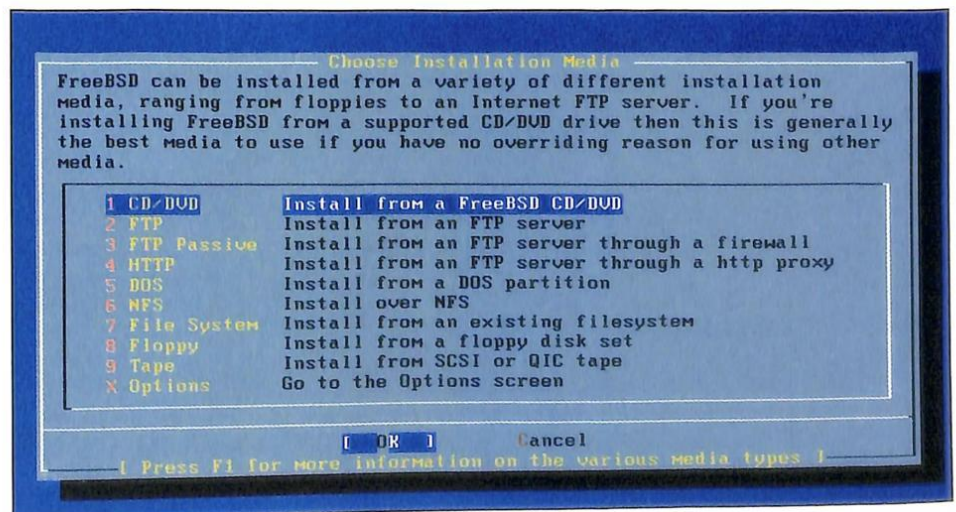 Choose Installation Media
FreeBSD can be installed from a variety of different installation
media, ranging from floppies to an Internet FTP server.  If you're
installing FreeBSD from a supported CD/DVD drive then this is generally
the best media to use if you have no overriding reason for using other
media.
1 CD/DVD Install from a FreeBSD CD/DVD
2 FTP Install from an FTP server
3 FTP Passive Install from an FTP server through a firewall
4 HTTP Install from an FTP server through a http proxy
5 DOS Install from a DOS partition
6 NFS Install over NFS
7 File System Install from an existing filesystem
8 Floppy Install from a floppy disk set
9 Tape Install from SCSI or QIC tape
X Options Go to the Options screen
[ OK ] Cancel
[ Press F1 for more information on the various media types ]